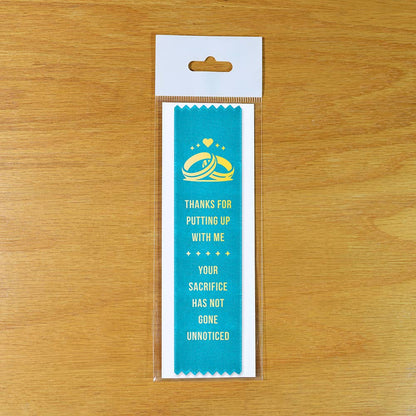 THANKS FOR
PUTTING UP
WITH ME
YOUR
SACRIFICE
HAS NOT
GONE
UNNOTICED